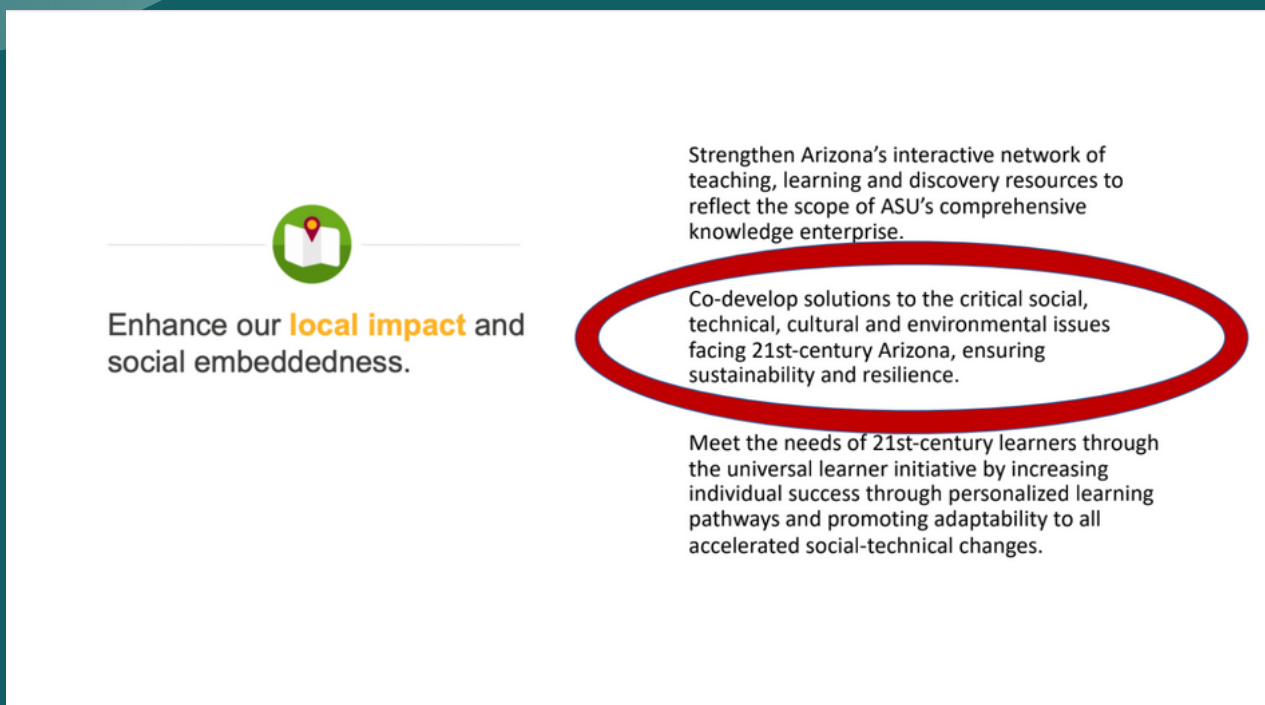 Enhance our local impact and
social embeddedness.
Strengthen Arizona’s interactive network of
teaching, learning and discovery resources to
reflect the scope of ASU’s comprehensive
knowledge enterprise.
Co-develop solutions to the critical social,
technical, cultural and environmental issues
facing 21st-century Arizona, ensuring
sustainability and resilience.
Meet the needs of 21st-century learners through
the universal learner initiative by increasing
individual success through personalized learning
pathways and promoting adaptability to all
accelerated social-technical changes.